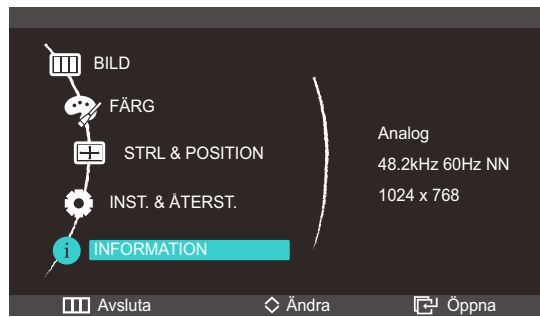 BILD
FÄRG
STRL & POSITION
INST. & ÅTERST.
INFORMATION
Analog
48.2kHz 60Hz NN
1024 x 768
Avsluta
Ändra
Öppna